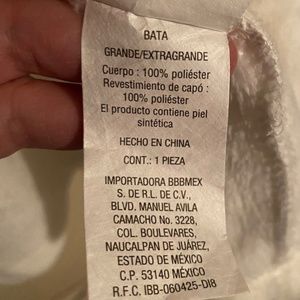 BATA
GRANDE/EXTRAGRANDE
Cuerpo : 100% poliéster
Revestimiento de capó :
100% poliéster
El producto contiene piel
sintética
HECHO EN CHINA
CONT.: 1 PIEZA
IMPORTADORA BBBMEX
S. DE R.L. DE C.V.,
BLVD. MANUEL AVILA
CAMACHO No. 3228,
COL. BOULEVARES,
NAUCALPAN DE JUÁREZ,
ESTADO DE MÉXICO
C.P. 53140 MÉXICO
R.F.C. IBB-060425-DI8